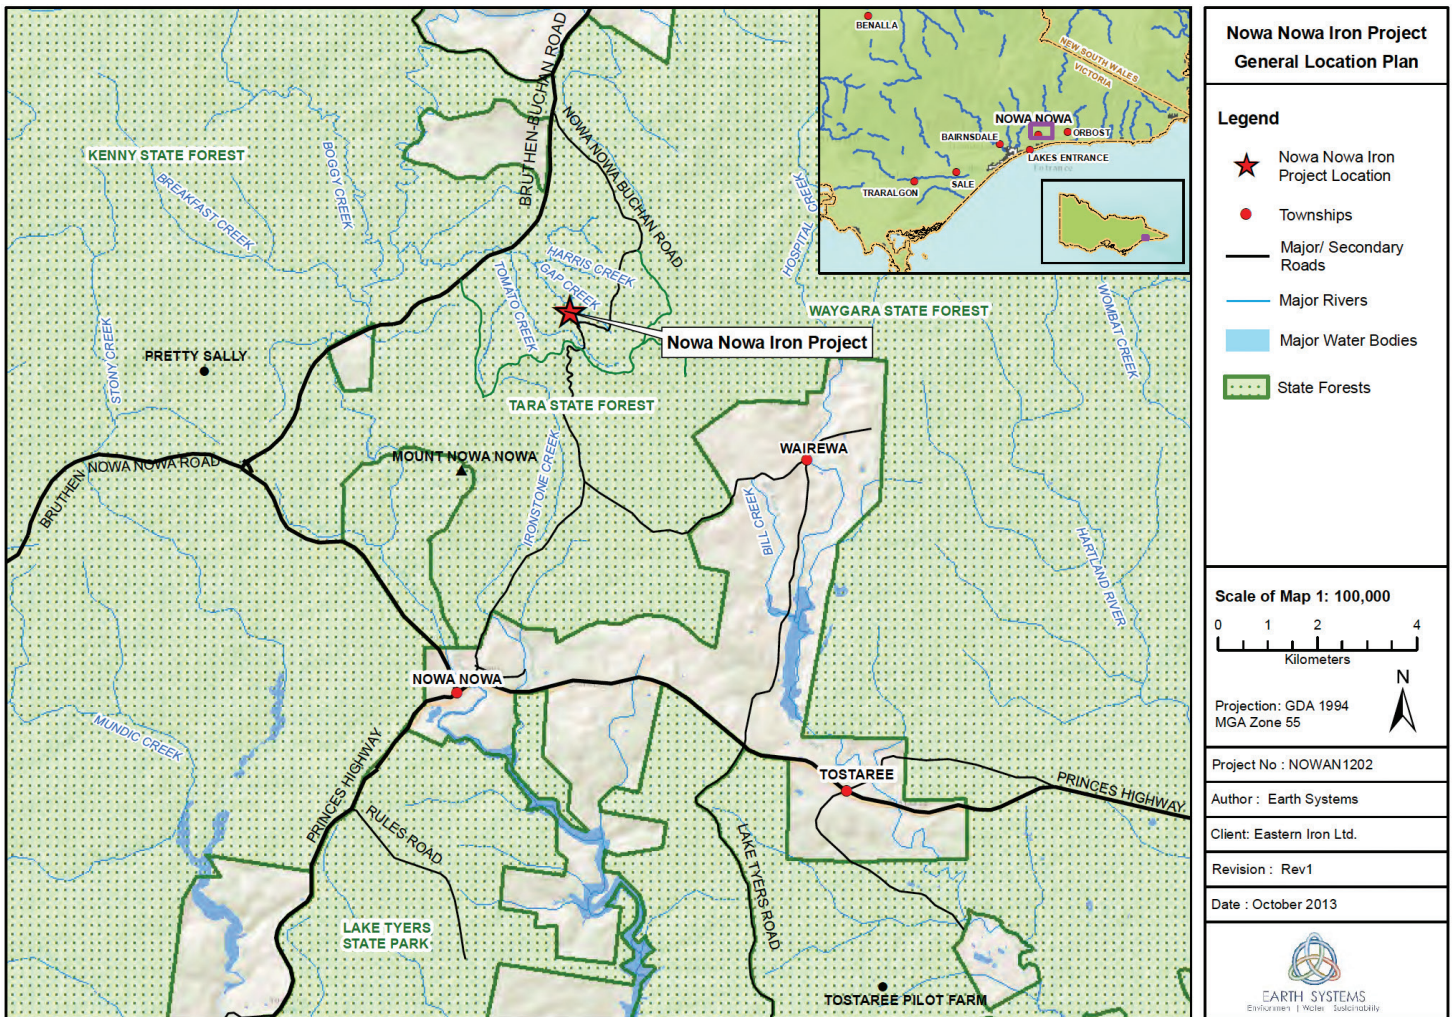 BENALLA
NEW SOUTH WALES
VICTORIA
NOWA NOWA
BAIRNSDALE
ORBOST
LAKES ENTRANCE
Entrance
SALE
TRARALGON
BRUTHEN-BUCHAN ROAD
NOWA NOWA BUCHAN ROAD
KENNY STATE FOREST
BREAKFAST CREEK
BOGGY CREEK
HOSPITAL CREEK
HARRIS CREEK
GAP CREEK
TOMATO CREEK
WAYGARA STATE FOREST
WOMBAT CREEK
Nowa Nowa Iron Project
STONY CREEK
PRETTY SALLY
TARA STATE FOREST
IRONSTONE CREEK
MOUNT NOWA NOWA
WAIREWA
BRUTHEN
NOWA NOWA ROAD
BILL CREEK
HARTLAND RIVER
NOWA NOWA
MUNDIC CREEK
PRINCES HIGHWAY
RULES ROAD
TOSTAREE
PRINCES HIGHWAY
LAKE TYERS ROAD
LAKE TYERS
STATE PARK
TOSTAREE PILOT FARM
Nowa Nowa Iron Project
General Location Plan
Legend
Nowa Nowa Iron
Project Location
Townships
Major/ Secondary
Roads
Major Rivers
Major Water Bodies
State Forests
Scale of Map 1: 100,000
0 1 2 4
Kilometers
N
Projection: GDA 1994
MGA Zone 55
Project No : NOWAN1202
Author : Earth Systems
Client: Eastern Iron Ltd.
Revision : Rev1
Date : October 2013
EARTH SYSTEMS
Environment | Water Sustainability